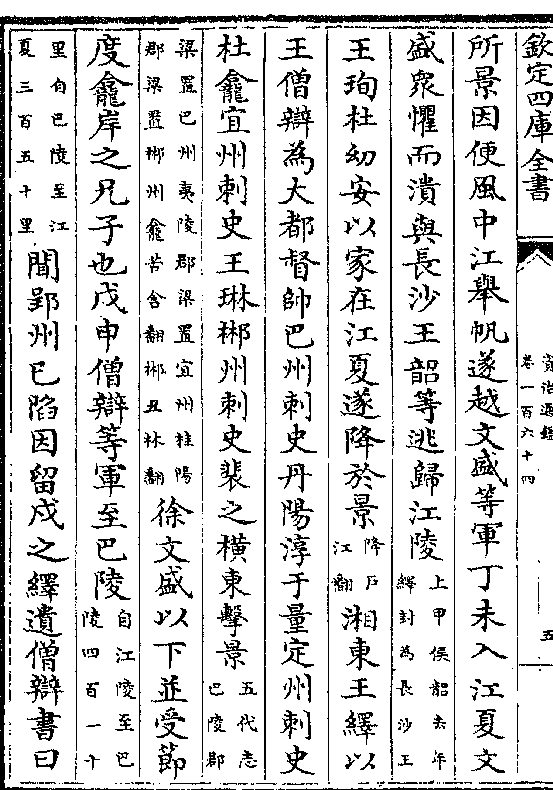 欽定四庫全書
資治通鑑
卷一百六十四
五
所景因便風中江舉帆遂越文盛等軍丁未入江夏文
盛衆懼而潰與長沙王韶等逃歸江陵上甲侯韶去年繹封為長沙王
王珣杜幼安以家在江夏遂降於景降戶江翻湘東王繹以
王僧辯為大都督帥巴州刺史丹陽淳于量定州刺史
杜龕宜州刺史王琳郴州刺史裴之橫東擊景五代志巴陵郡
梁置巴州夷陵郡梁置宜州桂陽郡梁置郴州龕苦含翻郴丑林翻徐文盛以下並受節
度龕岸之兄子也戊申僧辯等軍至巴陵自江陵至巴陵四百一十
里自巴陵至江夏三百五十里聞郢州已陷因留戍之繹遺僧辯書曰